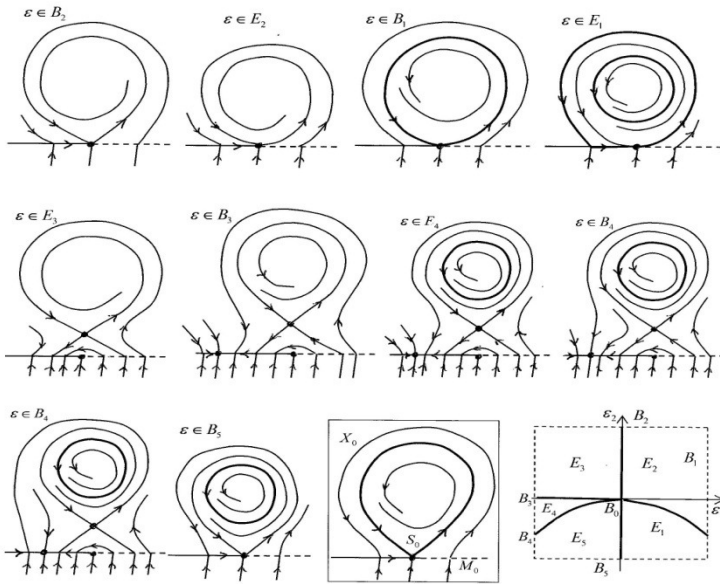 ε ∈ B₂
ε ∈ E₂
ε ∈ B₁
ε ∈ E₁
ε ∈ E₃
ε ∈ B₃
ε ∈ F₄
ε ∈ B₄
ε ∈ B₄
ε ∈ B₅
X₀
S₀
M₀
ε₂
B₂
E₃
E₂
B₁
B₃
E₄
B₀
ε
B₄
E₅
E₁
B₅